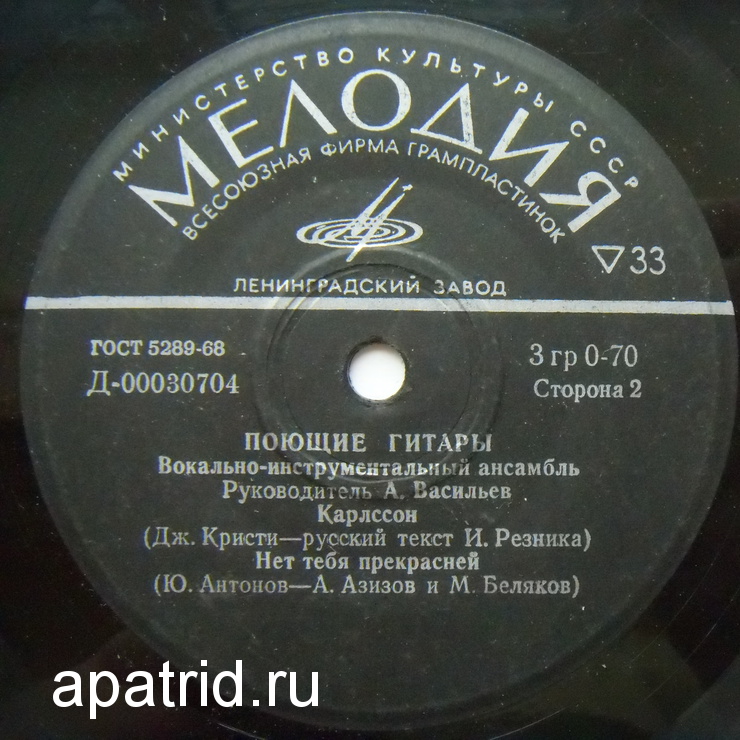 МИНИСТЕРСТВО КУЛЬТУРЫ СССР
МЕЛОДИЯ
ВСЕСОЮЗНАЯ ФИРМА ГРАМПЛАСТИНОК
▽33
ЛЕНИНГРАДСКИЙ ЗАВОД
ГОСТ 5289-68
3 гр 0-70
Д-00030704
Сторона 2
ПОЮЩИЕ ГИТАРЫ
Вокально-инструментальный ансамбль
Руководитель А. Васильев
Карлссон
(Дж. Кристи—русский текст И. Резника)
Нет тебя прекрасней
(Ю. Антонов—А. Азизов и М. Беляков)
apatrid.ru